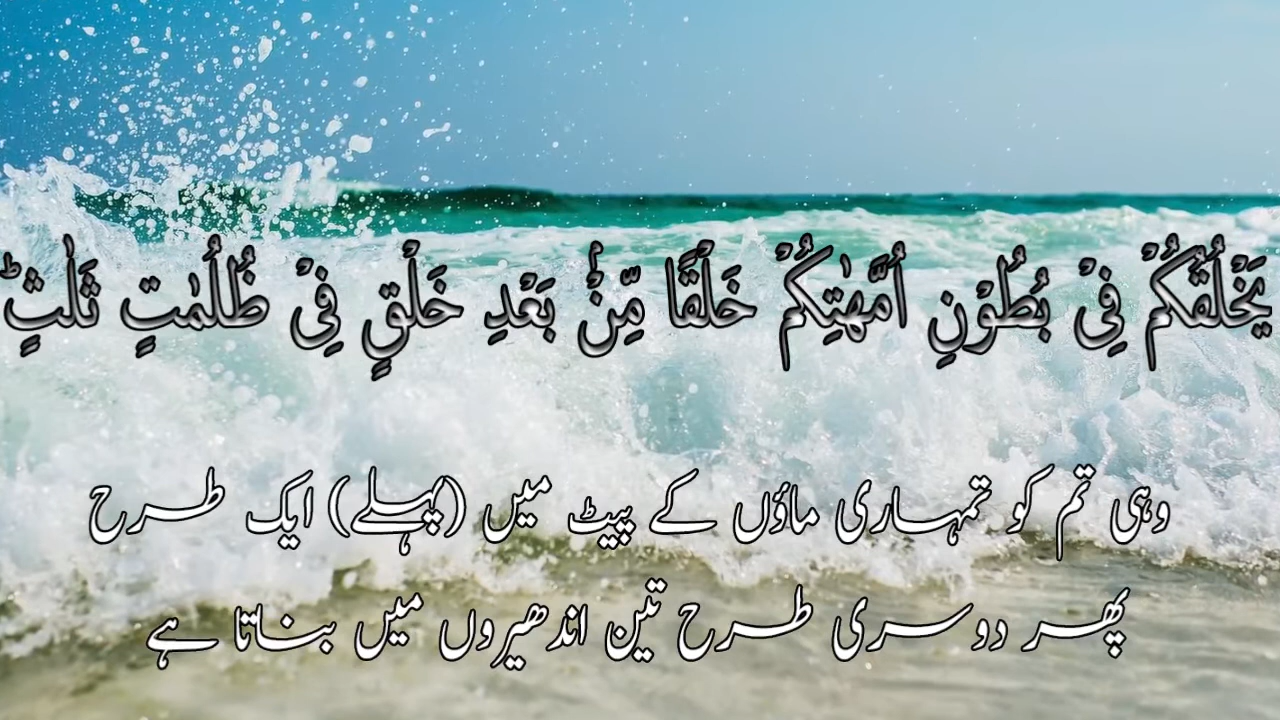 يَخۡلُقُكُمۡ فِىۡ بُطُوۡنِ اُمَّهٰتِكُمۡ خَلۡقًا مِّنۡۢ بَعۡدِ خَلۡقٍ فِىۡ ظُلُمٰتٍ ثَلٰثٍ‌ ؕ
وہی تم کو تمہاری ماؤں کے پیٹ میں (پہلے) ایک طرح
پھر دوسری طرح تین اندھیروں میں بناتا ہے